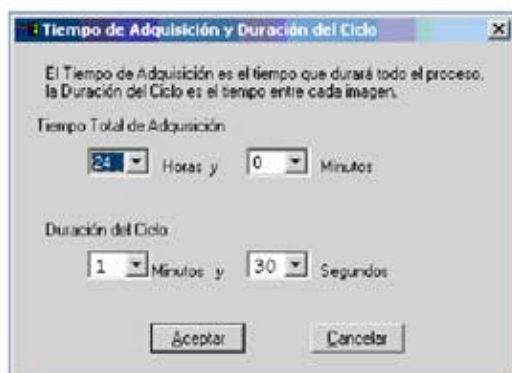 Tiempo de Adquisición y Duración del Ciclo
El Tiempo de Adquisición es el tiempo que durará todo el proceso,
la Duración del Ciclo es el tiempo entre cada imagen.
Tiempo Total de Adqusición
24 Horas y 0 Minutos
Duración del Ciclo
1 Minutos y 30 Segundos
Aceptar Cancelar